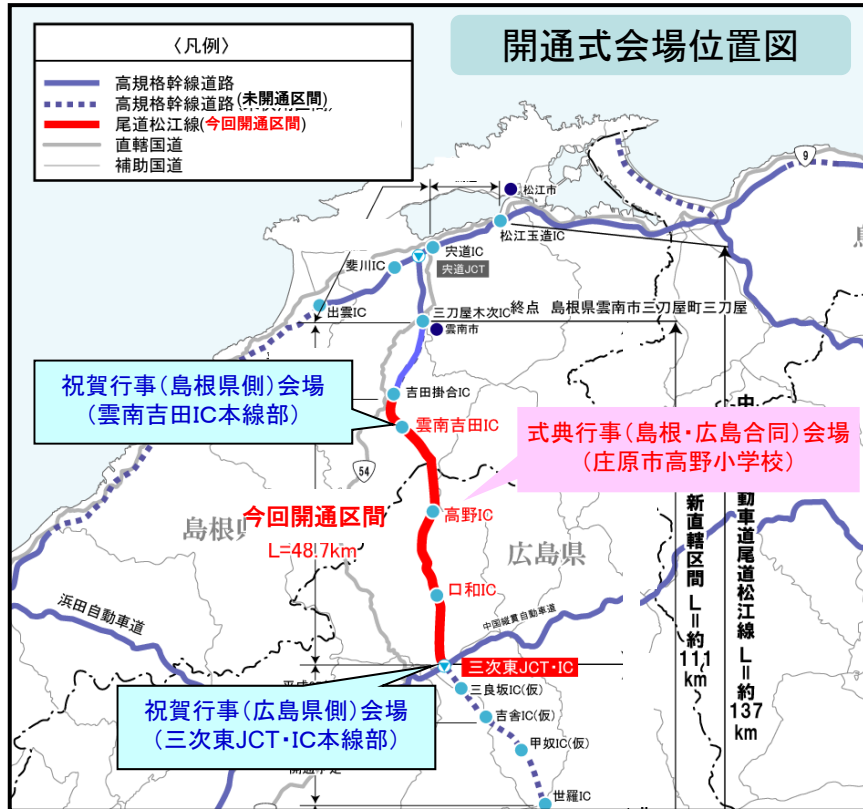 開通式会場位置図
〈凡例〉
高規格幹線道路
高規格幹線道路(未開通区間)
尾道松江線(今回開通区間)
直轄国道
補助国道
9
松江市
松江玉造IC
宍道IC
宍道JCT
斐川IC
出雲IC
三刀屋木次IC
終点 島根県雲南市三刀屋町三刀屋
雲南市
祝賀行事(島根県側)会場
(雲南吉田IC本線部)
吉田掛合IC
雲南吉田IC
式典行事(島根・広島合同)会場
(庄原市高野小学校)
54
今回開通区間
L=48.7km
島根
高野IC
広島県
口和IC
浜田自動車道
中国縦貫自動車道
三次東JCT・IC
祝賀行事(広島県側)会場
(三次東JCT・IC本線部)
三良坂IC(仮)
吉舎IC(仮)
甲奴IC(仮)
世羅IC
新直轄区間 L=約111km
動車道尾道松江線 L=約137km